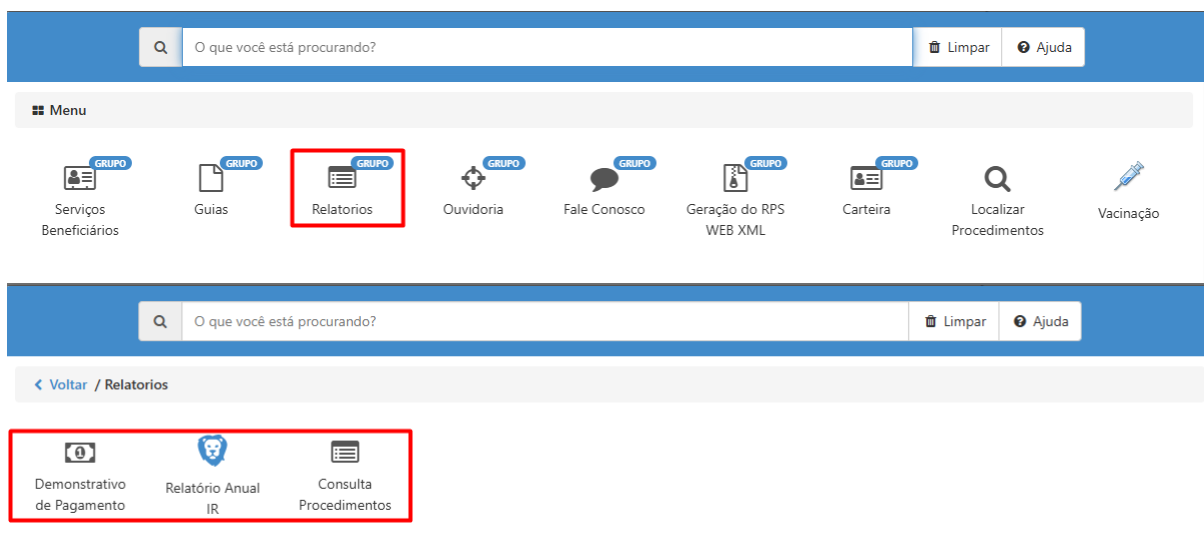 O que você está procurando?
Limpar
Ajuda
Menu
GRUPO
GRUPO
GRUPO
GRUPO
GRUPO
GRUPO
GRUPO
Serviços
Beneficiários
Guias
Relatorios
Ouvidoria
Fale Conosco
Geração do RPS
WEB XML
Carteira
Localizar
Procedimentos
Vacinação
O que você está procurando?
Limpar
Ajuda
Voltar / Relatorios
Demonstrativo
de Pagamento
Relatório Anual
IR
Consulta
Procedimentos